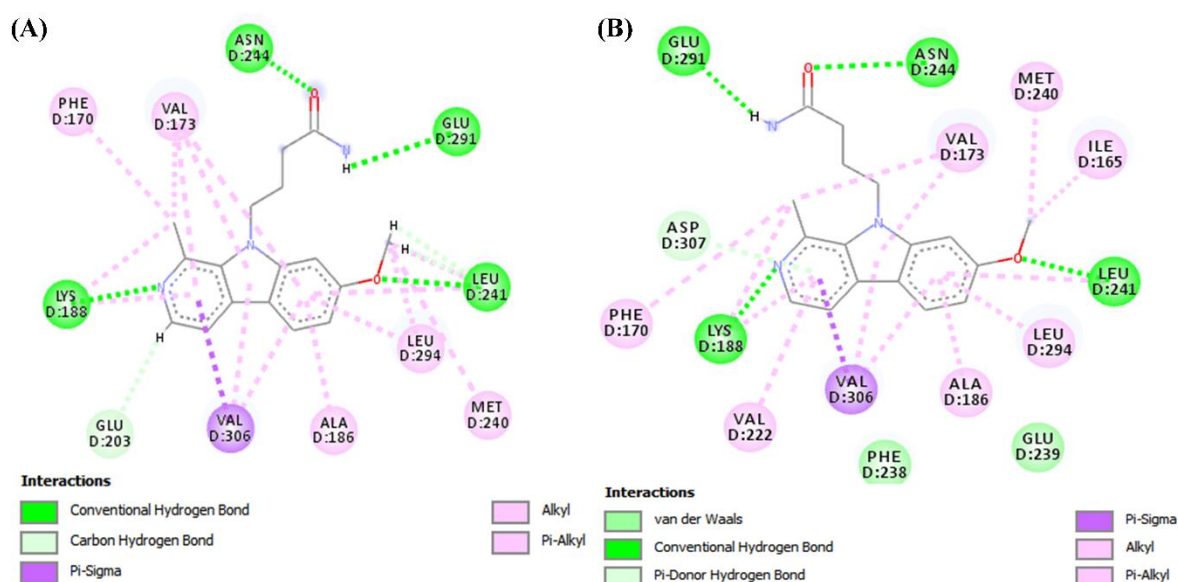 (A)
ASN
D:244
PHE
D:170
VAL
D:173
O
GLU
D:291
N
H
N
H
H
O
LEU
D:241
LYS
D:188
N
H
LEU
D:294
GLU
D:203
VAL
D:306
ALA
D:186
MET
D:240
Interactions
Conventional Hydrogen Bond
Carbon Hydrogen Bond
Pi-Sigma
Alkyl
Pi-Alkyl
(B)
GLU
D:291
O
ASN
D:244
MET
D:240
H
N
VAL
D:173
ILE
D:165
ASP
D:307
N
N
O
LEU
D:241
PHE
D:170
LYS
D:188
LEU
D:294
VAL
D:306
ALA
D:186
VAL
D:222
PHE
D:238
GLU
D:239
Interactions
van der Waals
Conventional Hydrogen Bond
Pi-Donor Hydrogen Bond
Pi-Sigma
Alkyl
Pi-Alkyl